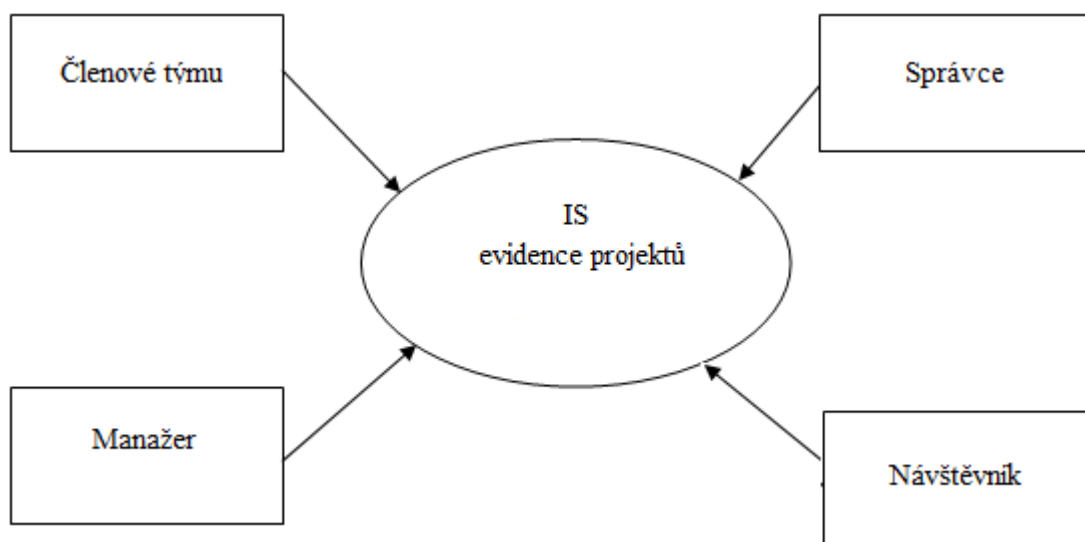 Členové týmu
Správce
IS
evidence projektů
Manažer
Návštěvník